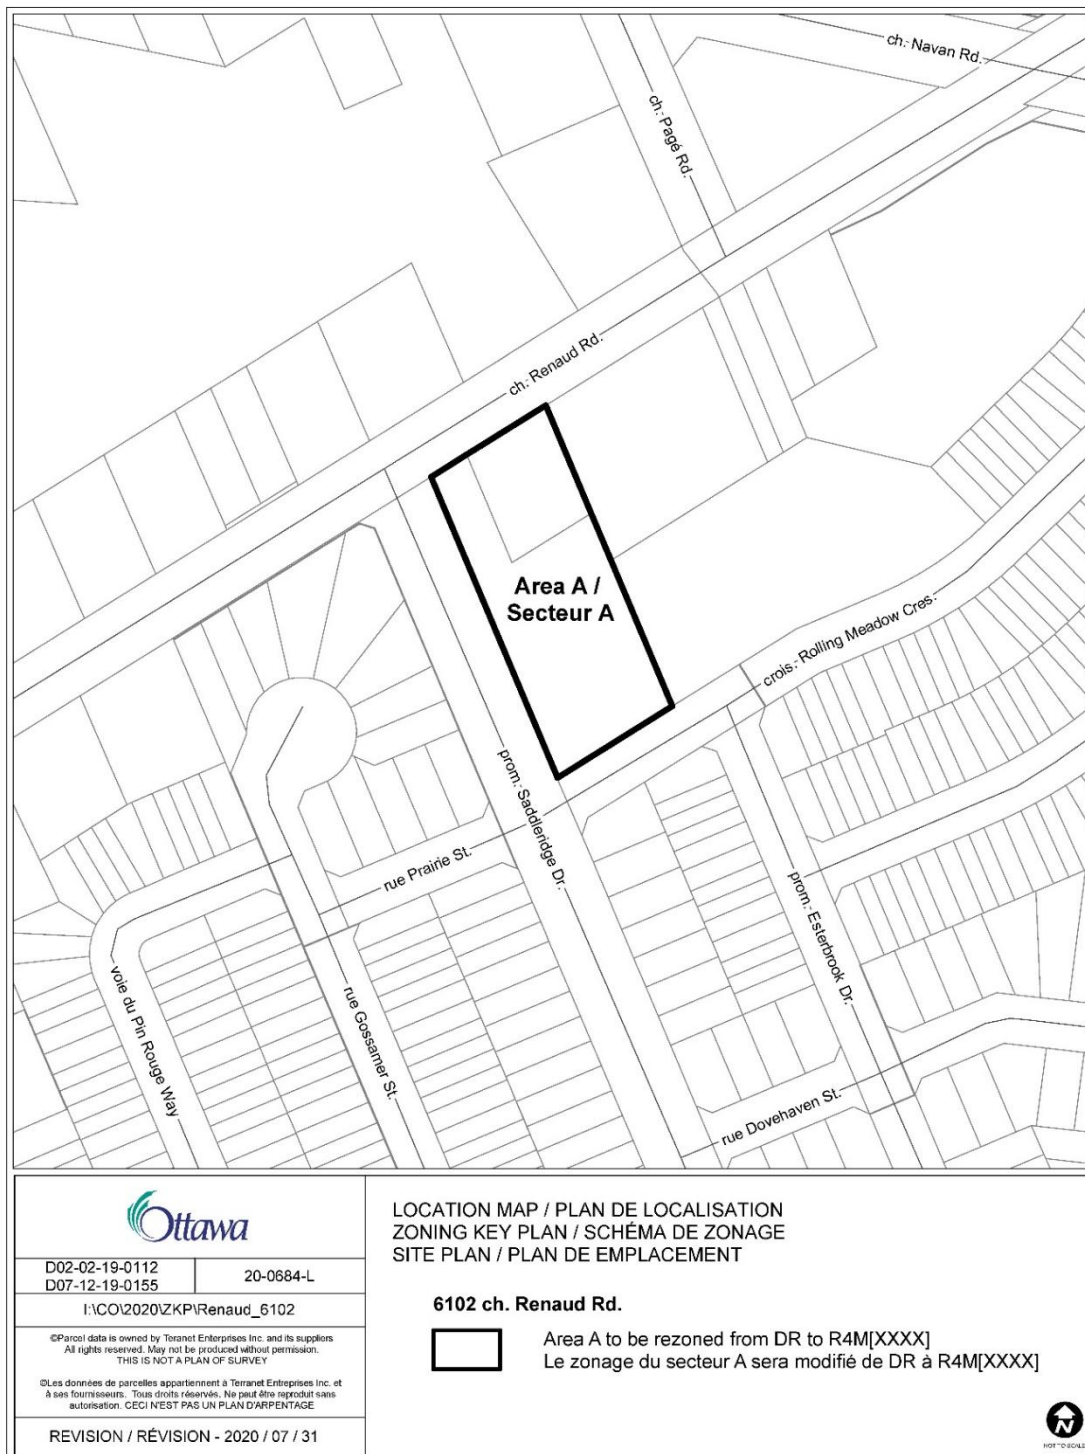 ch. Navan Rd.
ch. Pagé Rd.
ch. Renaud Rd.
Area A /
Secteur A
crois. Rolling Meadow Cres.
prom. Saddleridge Dr.
rue Prairie St.
prom. Esterbrook Dr.
voie du Pin Rouge Way
rue Gossamer St.
rue Dovehaven St.
Ottawa
D02-02-19-0112
D07-12-19-0155
20-0684-L
I:\CO\2020\ZKP\Renaud_6102
©Parcel data is owned by Teranet Enterprises Inc. and its suppliers
All rights reserved. May not be produced without permission.
THIS IS NOT A PLAN OF SURVEY
©Les données de parcelles appartiennent à Terranet Entreprises Inc. et
à ses fournisseurs. Tous droits réservés. Ne peut être reproduit sans
autorisation. CECI N'EST PAS UN PLAN D'ARPENTAGE
REVISION / RÉVISION - 2020 / 07 / 31
LOCATION MAP / PLAN DE LOCALISATION
ZONING KEY PLAN / SCHÉMA DE ZONAGE
SITE PLAN / PLAN DE EMPLACEMENT
6102 ch. Renaud Rd.
Area A to be rezoned from DR to R4M[XXXX]
Le zonage du secteur A sera modifié de DR à R4M[XXXX]
N
NOT TO SCALE